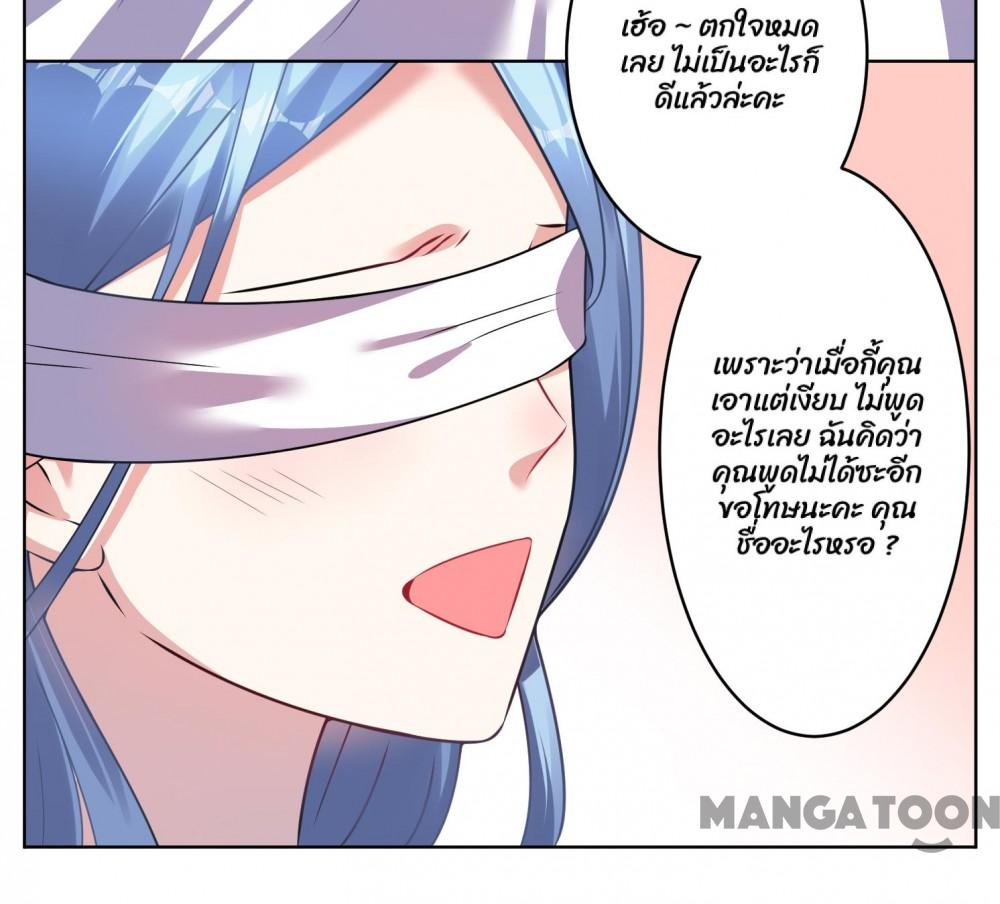 เฮ้อ ~ ตกใจหมด
เลย ไม่เป็นอะไรก็
ดีแล้วล่ะคะ
เพราะว่าเมื่อกี้คุณ
เอาแต่เงียบ ไม่พูด
อะไรเลย ฉันคิดว่า
คุณพูดไม่ได้ซะอีก
ขอโทษนะคะ คุณ
ชื่ออะไรหรอ ?
MANGATOON